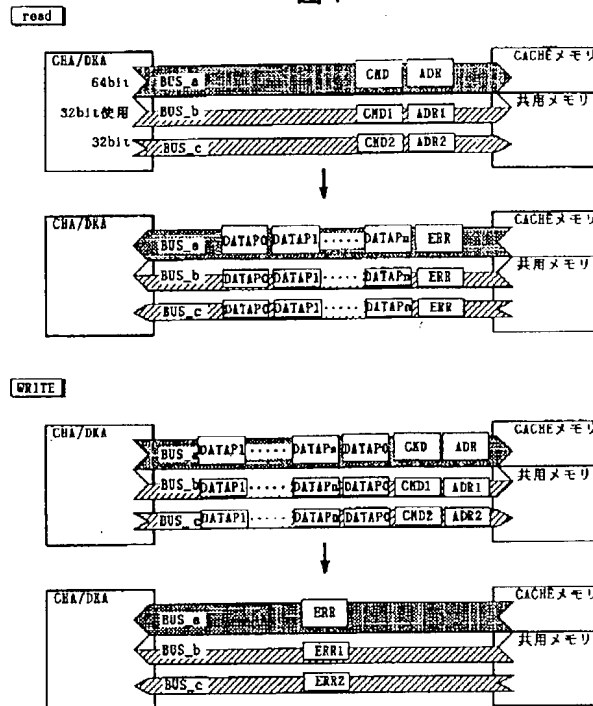 read
CHA/DKA CACHEメモリ
64bit BUS_a CMD ADR
共用メモリ
32bit使用 BUS_b CMD1 ADR1
32bit BUS_c CMD2 ADR2
CHA/DKA CACHEメモリ
BUS_a DATAP0 DATAP1 ..... DATAPn ERR
共用メモリ
BUS_b DATAP0 DATAP1 ..... DATAPn ERR
BUS_c DATAP0 DATAP1 ..... DATAPn ERR
WRITE
CHA/DKA CACHEメモリ
BUS_a DATAP1 ..... DATAPn DATAP0 CMD ADR
共用メモリ
BUS_b DATAP1 ..... DATAPn DATAP0 CMD1 ADR1
BUS_c DATAP1 ..... DATAPn DATAP0 CMD2 ADR2
CHA/DKA CACHEメモリ
BUS_a ERR
共用メモリ
BUS_b ERR1
BUS_c ERR2